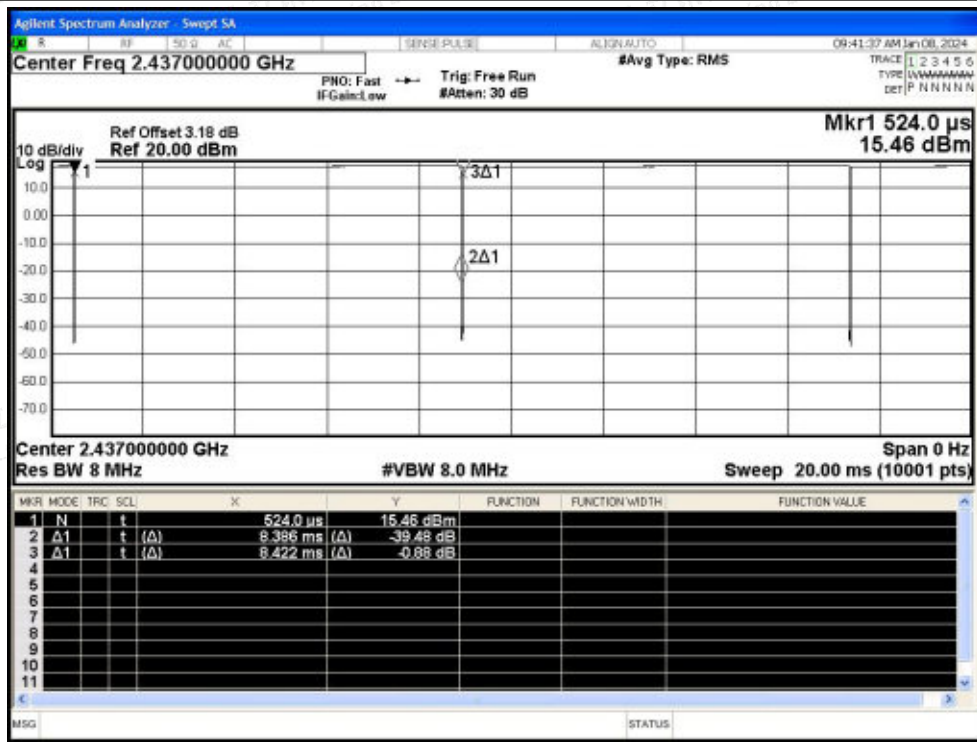 Agilent Spectrum Analyzer - Swept SA
R RF 50 Ω AC SENSE:PULSE ALIGN AUTO 09:41:37 AM Jan 08, 2024
Center Freq 2.437000000 GHz #Avg Type: RMS TRACE 1 2 3 4 5 6
PNO: Fast Trig: Free Run TYPE
IFGain:Low #Atten: 30 dB DET P N N N N N
Mkr1 524.0 µs
Ref Offset 3.18 dB
10 dB/div Ref 20.00 dBm 15.46 dBm
Log
1 3Δ1
10.0
0.00
-10.0
2Δ1
-20.0
-30.0
-40.0
-50.0
-60.0
-70.0
Center 2.437000000 GHz Span 0 Hz
Res BW 8 MHz #VBW 8.0 MHz Sweep 20.00 ms (10001 pts)
MKR MODE TRC SCL X Y FUNCTION FUNCTION WIDTH FUNCTION VALUE
1 N t 524.0 µs 15.46 dBm
2 Δ1 t (Δ) 8.386 ms (Δ) -39.48 dB
3 Δ1 t (Δ) 8.422 ms (Δ) -0.88 dB
4
5
6
7
8
9
10
11
MSG STATUS